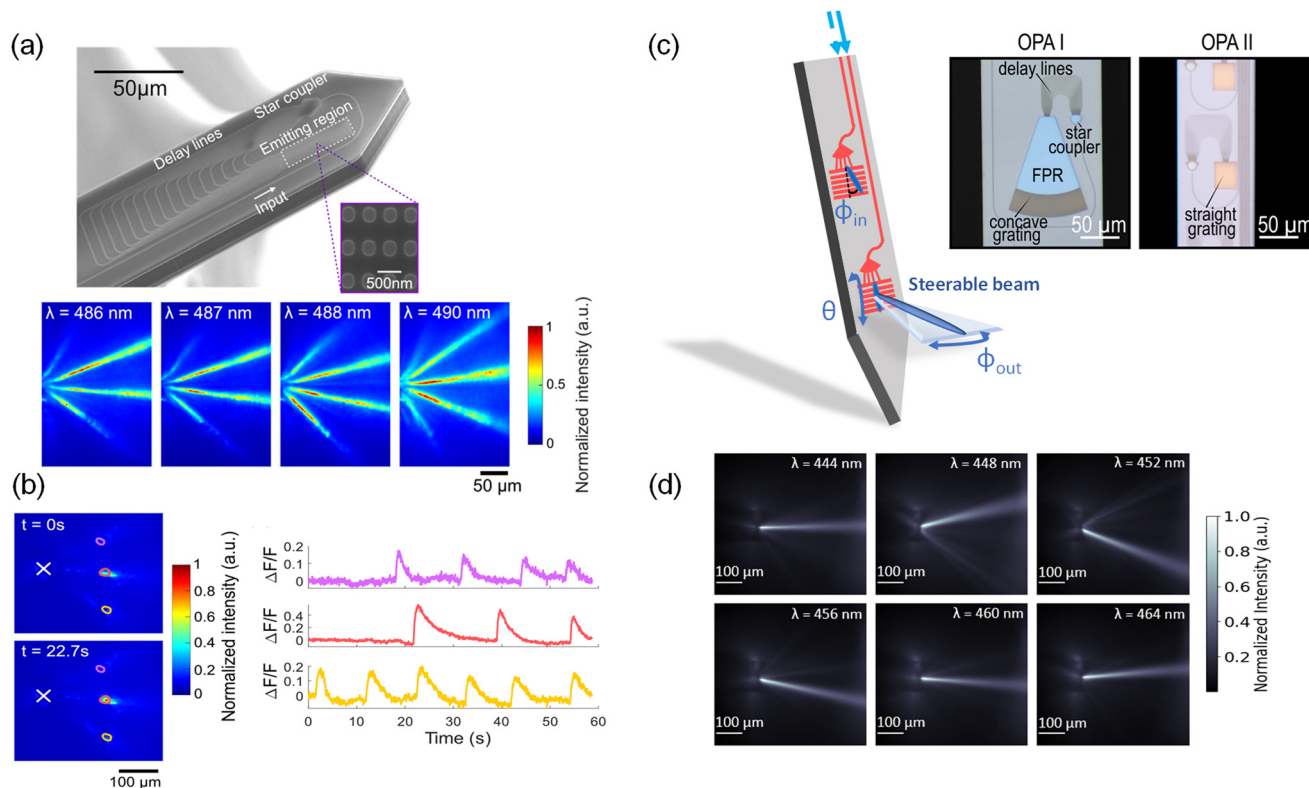 (a)
50μm
Delay lines
Star coupler
Emitting region
Input
500nm
λ = 486 nm
λ = 487 nm
λ = 488 nm
λ = 490 nm
1
0.5
0
Normalized intensity (a.u.)
50 μm
(b)
t = 0s
t = 22.7s
1
0.8
0.6
0.4
0.2
0
Normalized intensity (a.u.)
100 μm
ΔF/F
0.2
0.1
0
ΔF/F
0.4
0.2
0
ΔF/F
0.2
0.1
0
0
10
20
30
40
50
60
Time (s)
(c)
ϕin
θ
Steerable beam
ϕout
OPA I
delay lines
star
coupler
FPR
concave
grating
50 μm
OPA II
straight
grating
50 μm
(d)
λ = 444 nm
100 μm
λ = 448 nm
100 μm
λ = 452 nm
100 μm
λ = 456 nm
100 μm
λ = 460 nm
100 μm
λ = 464 nm
100 μm
1.0
0.8
0.6
0.4
0.2
Normalized Intensity (a.u.)